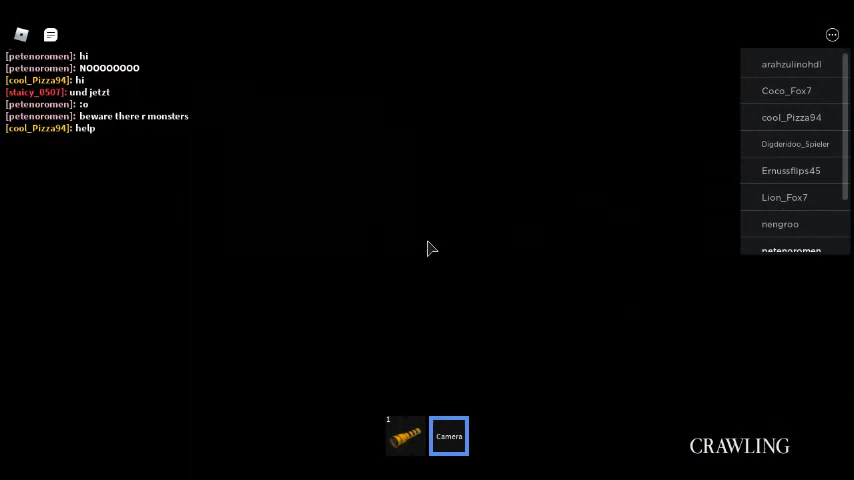 [petenoromen]: hi
[petenoromen]: NOOOOOOOO
[cool_Pizza94]: hi
[staicy_0507]: und jetzt
[petenoromen]: :o
[petenoromen]: beware there r monsters
[cool_Pizza94]: help
arahzulinohdl
Coco_Fox7
cool_Pizza94
Digderidoo_Spieler
Ernussflips45
Lion_Fox7
nengroo
petenoromen
1
Camera
CRAWLING